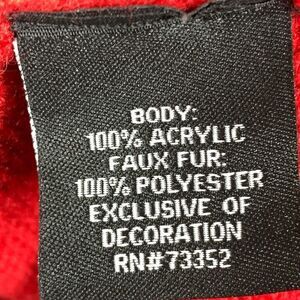 BODY:
100% ACRYLIC
FAUX FUR:
100% POLYESTER
EXCLUSIVE OF
DECORATION
RN#73352